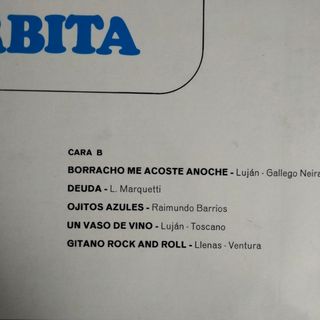 RBITA
CARA B
BORRACHO ME ACOSTE ANOCHE - Luján - Gallego Neira
DEUDA - L. Marquetti
OJITOS AZULES - Raimundo Barrios
UN VASO DE VINO - Luján - Toscano
GITANO ROCK AND ROLL - Llenas - Ventura